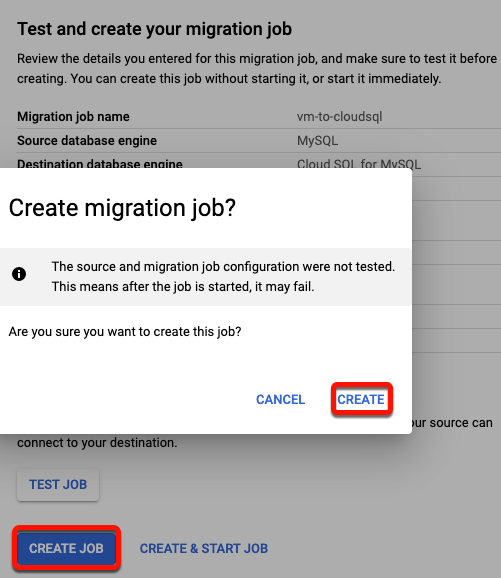 Test and create your migration job
Review the details you entered for this migration job, and make sure to test it before
creating. You can create this job without starting it, or start it immediately.
Migration job name vm-to-cloudsql
Source database engine MySQL
Destination database engine Cloud SQL for MySQL
Create migration job?
The source and migration job configuration were not tested.
This means after the job is started, it may fail.
Are you sure you want to create this job?
CANCEL CREATE
our source can
connect to your destination.
TEST JOB
CREATE JOB CREATE & START JOB